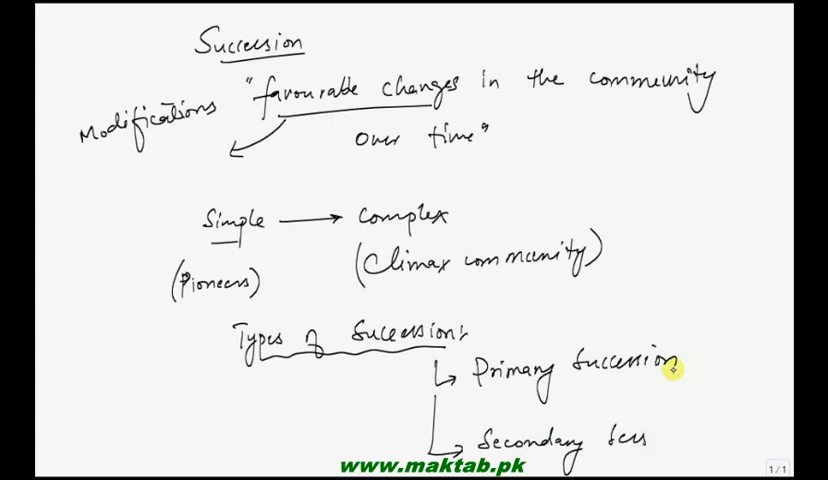 Succession
Modifications "favourable changes in the community
over time"
Simple → Complex
(Pioneers) (Climax community)
Types of Succession:
↳ Primary Succession
↳ Secondary Succ
www.maktab.pk
1/1